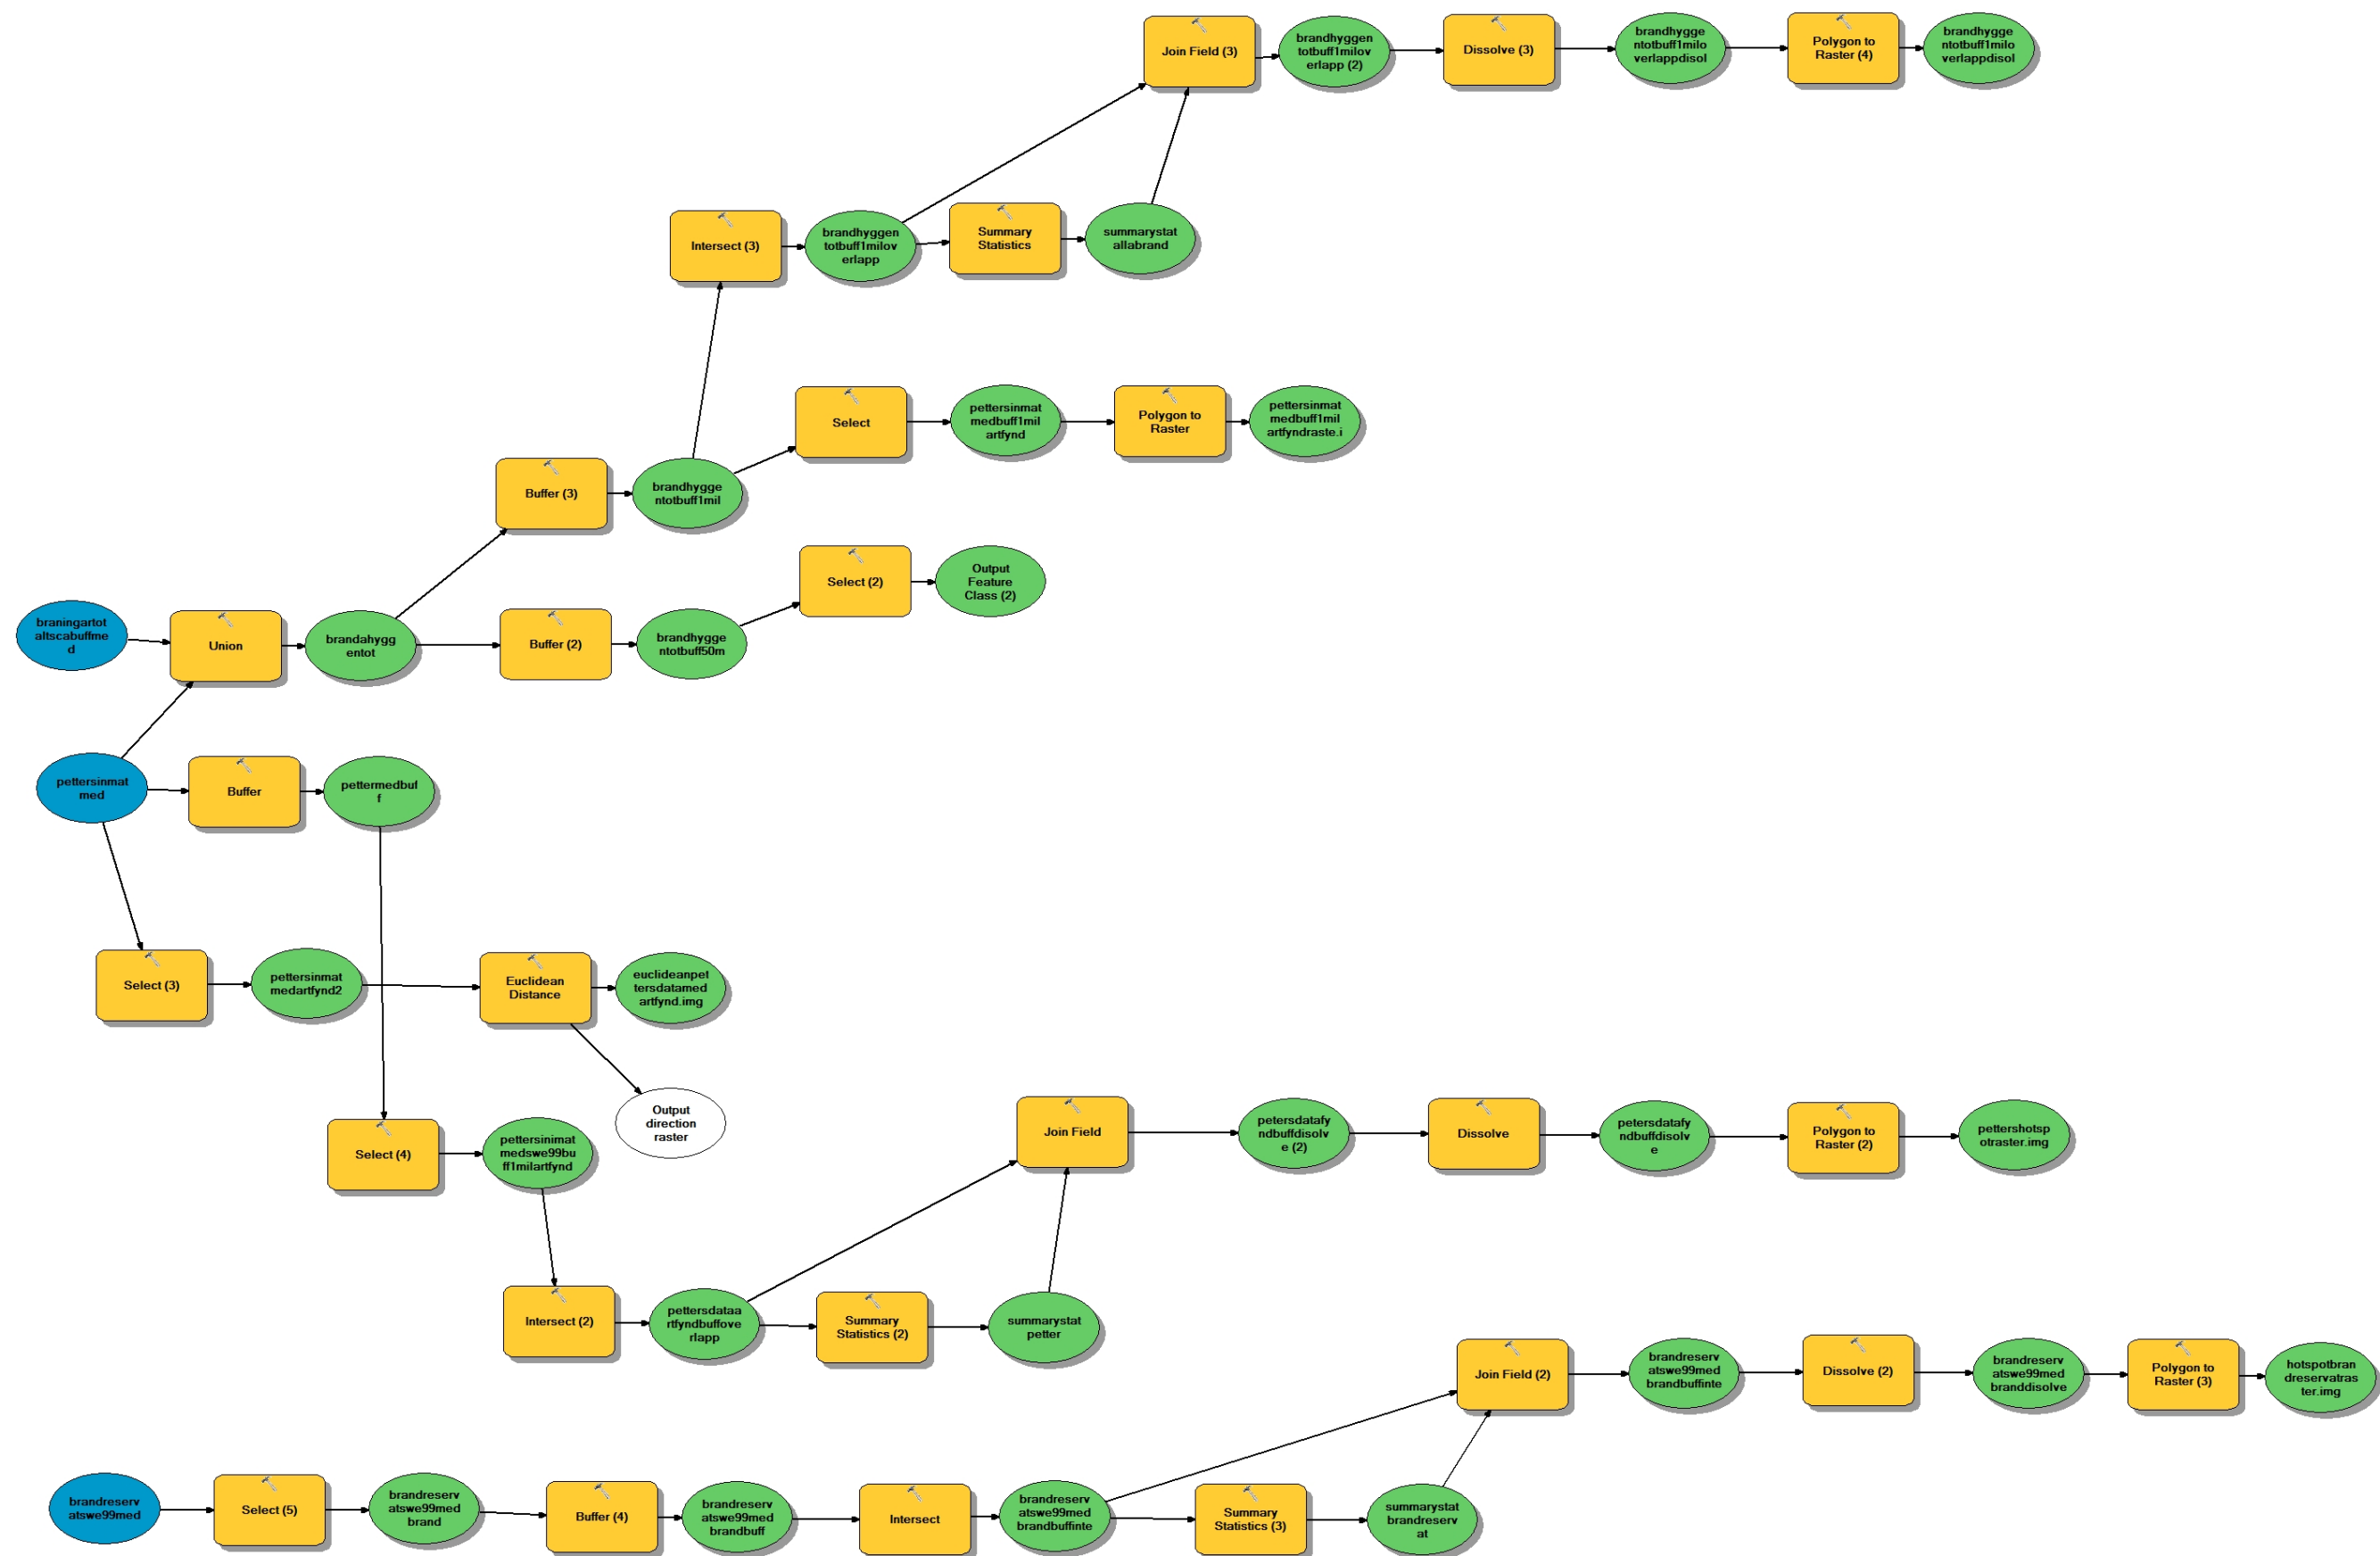 Join Field (3)
brandhyggen
totbuff1milov
erlapp (2)
Dissolve (3)
brandhygge
ntotbuff1milo
verlappdisol
Polygon to
Raster (4)
brandhygge
ntotbuff1milo
verlappdisol
Intersect (3)
brandhyggen
totbuff1milov
erlapp
Summary
Statistics
summarystat
allabrand
Select
pettersinmat
medbuff1mil
artfynd
Polygon to
Raster
pettersinmat
medbuff1mil
artfyndraste.i
Buffer (3)
brandhygge
ntotbuff1mil
Select (2)
Output
Feature
Class (2)
braningartot
altscabuffme
d
Union
brandahygg
entot
Buffer (2)
brandhygge
ntotbuff50m
pettersinmat
med
Buffer
pettermedbuf
f
Select (3)
pettersinmat
medartfynd2
Euclidean
Distance
euclideanpet
tersdatamed
artfynd.img
Output
direction
raster
Select (4)
pettersinimat
medswe99bu
ff1milartfynd
Join Field
petersdatafy
ndbuffdisolv
e (2)
Dissolve
petersdatafy
ndbuffdisolv
e
Polygon to
Raster (2)
pettershotsp
otraster.img
Intersect (2)
pettersdataa
rtfyndbuffove
rlapp
Summary
Statistics (2)
summarystat
petter
Join Field (2)
brandreserv
atswe99med
brandbuffinte
Dissolve (2)
brandreserv
atswe99med
branddisolve
Polygon to
Raster (3)
hotspotbran
dreservatras
ter.img
brandreserv
atswe99med
Select (5)
brandreserv
atswe99med
brand
Buffer (4)
brandreserv
atswe99med
brandbuff
Intersect
brandreserv
atswe99med
brandbuffinte
Summary
Statistics (3)
summarystat
brandreserv
at